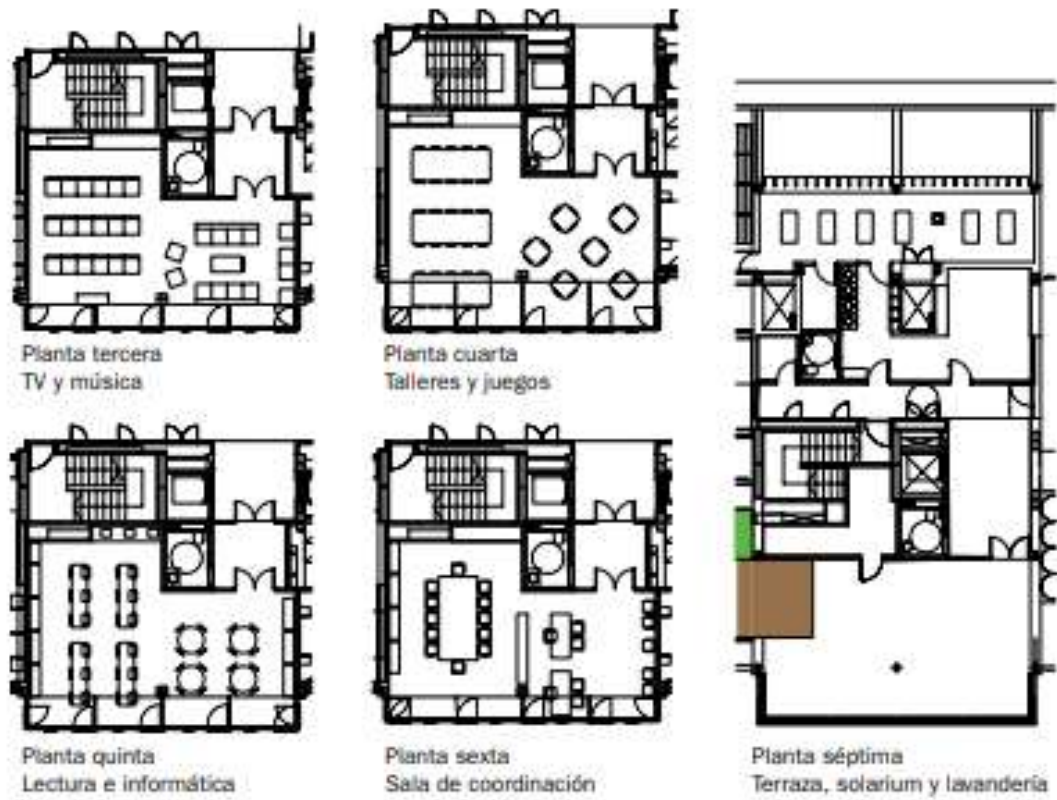 Planta tercera
TV y música
Planta cuarta
Talleres y juegos
Planta quinta
Lectura e informática
Planta sexta
Sala de coordinación
Planta séptima
Terraza, solarium y lavandería